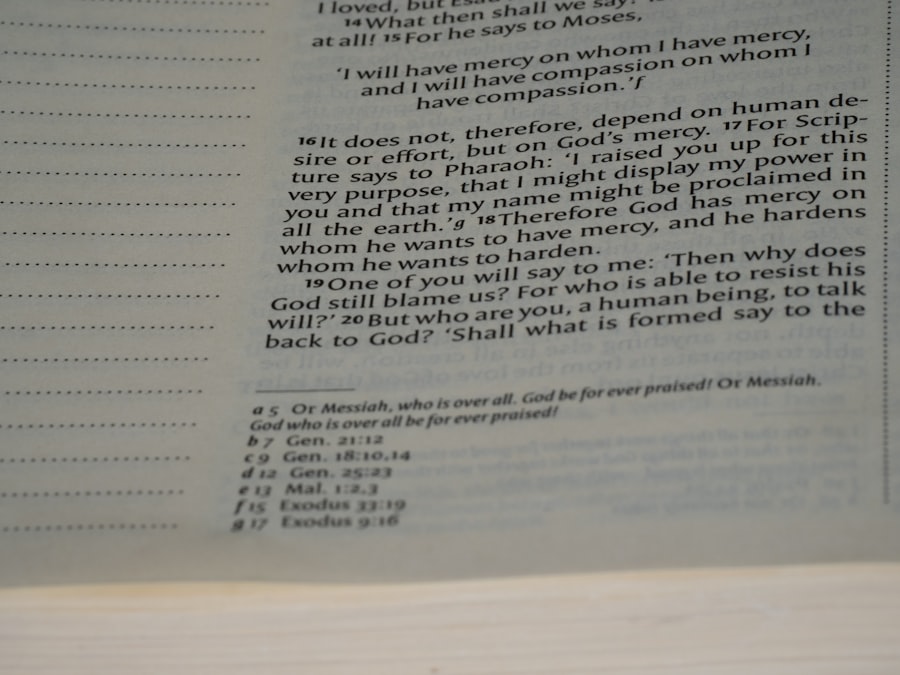 I loved, but Esau
14 What then shall we say?
at all! 15 For he says to Moses,
'I will have mercy on whom I have mercy,
and I will have compassion on whom I
have compassion.'f
16 It does not, therefore, depend on human de-
sire or effort, but on God's mercy. 17 For Scrip-
ture says to Pharaoh: 'I raised you up for this
very purpose, that I might display my power in
you and that my name might be proclaimed in
all the earth.'g 18 Therefore God has mercy on
whom he wants to have mercy, and he hardens
whom he wants to harden.
19 One of you will say to me: 'Then why does
God still blame us? For who is able to resist his
will?' 20 But who are you, a human being, to talk
back to God? 'Shall what is formed say to the
a 5 Or Messiah, who is over all. God be for ever praised! Or Messiah.
God who is over all be for ever praised!
b 7 Gen. 21:12
c 9 Gen. 18:10,14
d 12 Gen. 25:23
e 13 Mal. 1:2,3
f 15 Exodus 33:19
g 17 Exodus 9:16